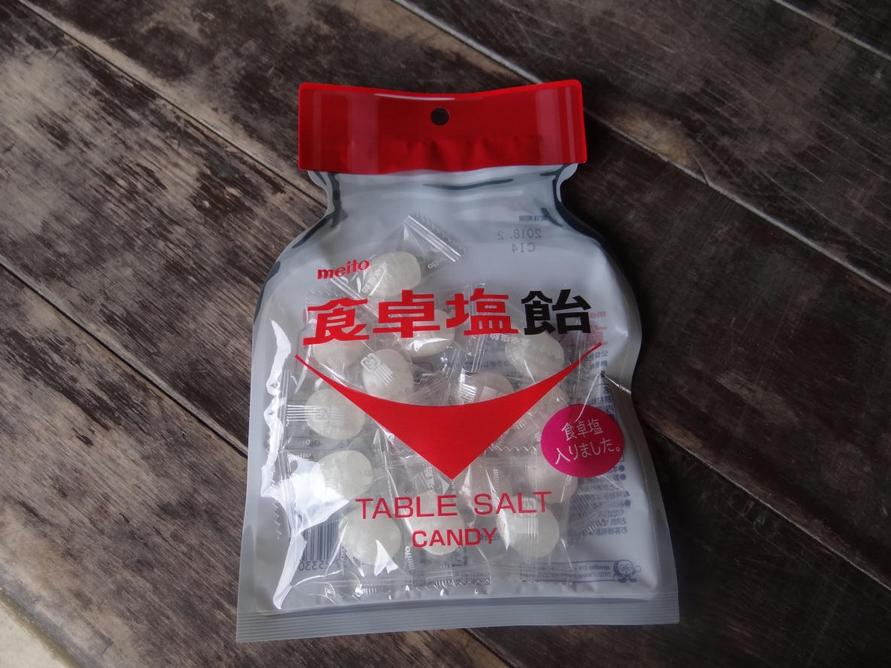 2018. 2
C14
meito
食卓塩飴
食卓塩
入りました。
TABLE SALT
CANDY